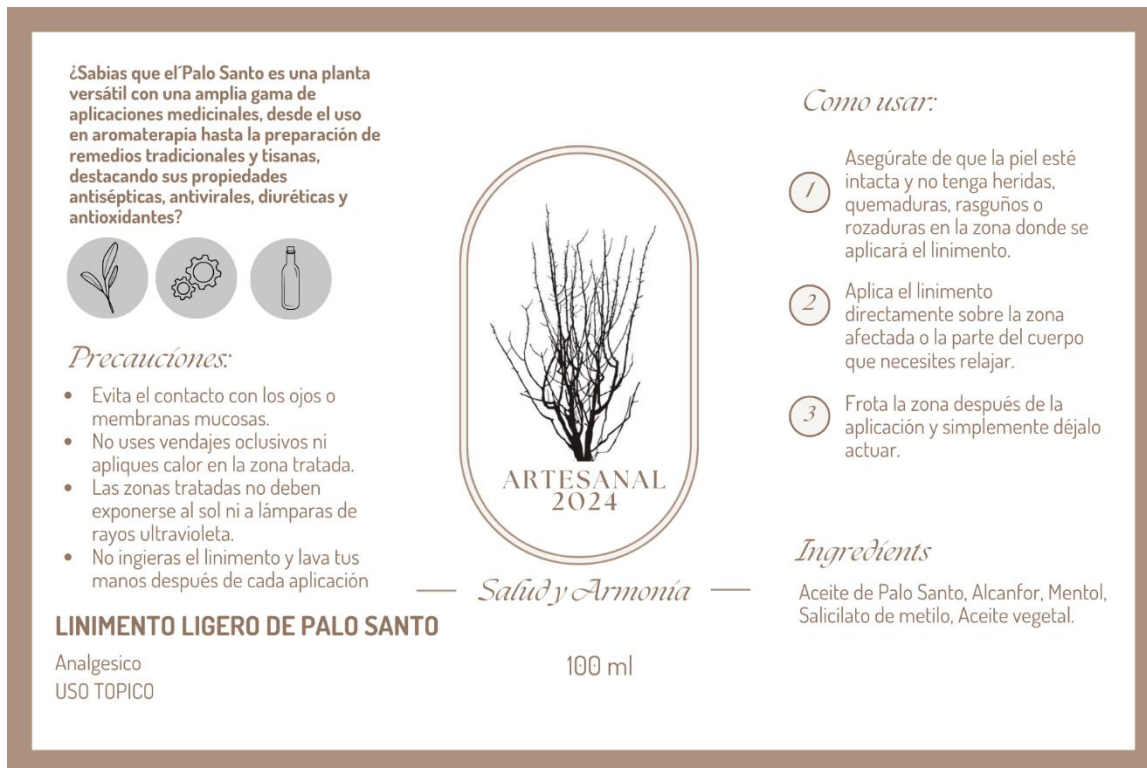 ¿Sabias que el´Palo Santo es una planta
versátil con una amplia gama de
aplicaciones medicinales, desde el uso
en aromaterapia hasta la preparación de
remedios tradicionales y tisanas,
destacando sus propiedades
antisépticas, antivirales, diuréticas y
antioxidantes?
Precauciones:
• Evita el contacto con los ojos o
membranas mucosas.
• No uses vendajes oclusivos ni
apliques calor en la zona tratada.
• Las zonas tratadas no deben
exponerse al sol ni a lámparas de
rayos ultravioleta.
• No ingieras el linimento y lava tus
manos después de cada aplicación
LINIMENTO LIGERO DE PALO SANTO
Analgesico
USO TOPICO
ARTESANAL
2024
Salud y Armonía
100 ml
Como usar:
1
Asegúrate de que la piel esté
intacta y no tenga heridas,
quemaduras, rasguños o
rozaduras en la zona donde se
aplicará el linimento.
2
Aplica el linimento
directamente sobre la zona
afectada o la parte del cuerpo
que necesites relajar.
3
Frota la zona después de la
aplicación y simplemente déjalo
actuar.
Ingredients
Aceite de Palo Santo, Alcanfor, Mentol,
Salicilato de metilo, Aceite vegetal.